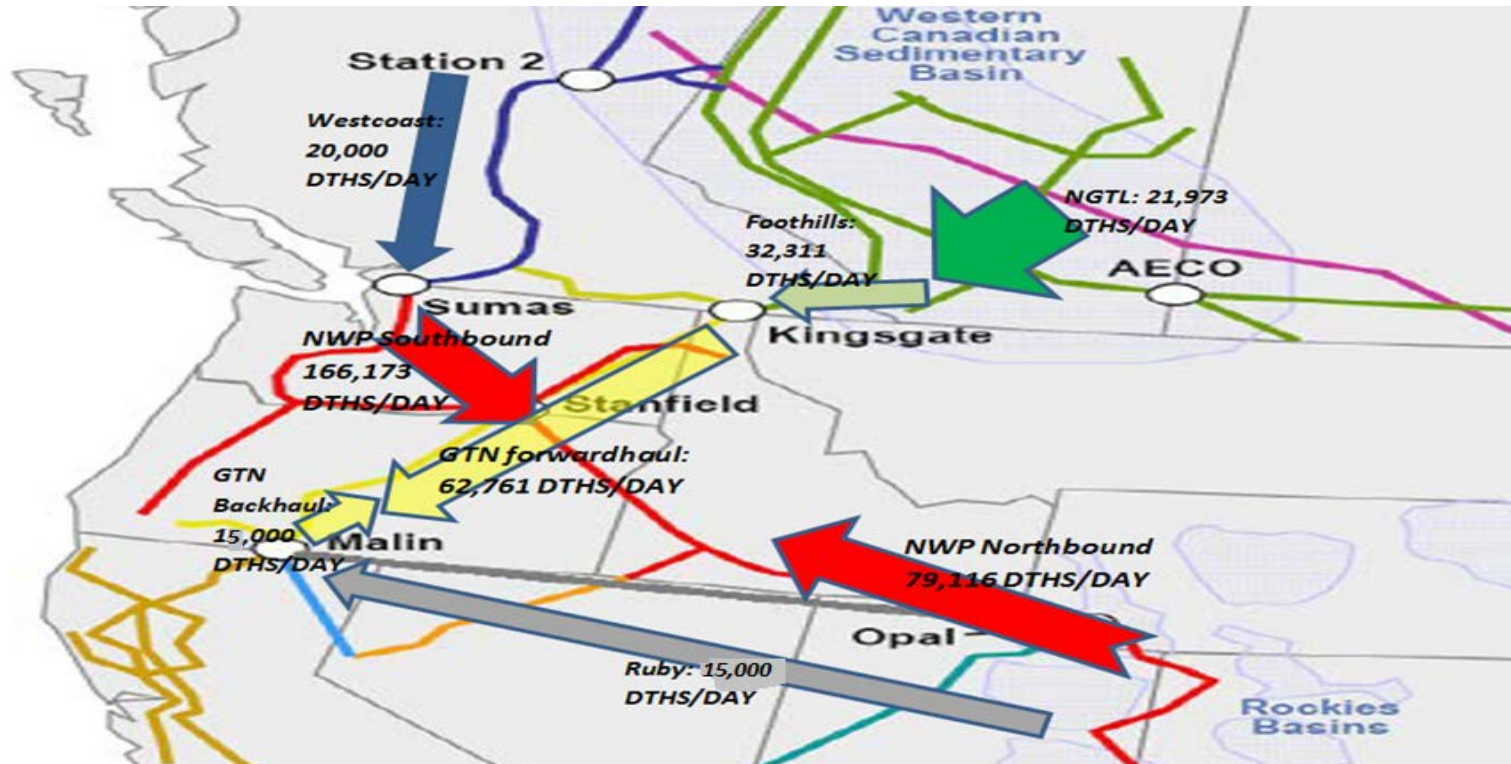 Western
Canadian
Sedimentary
Basin
Station 2
Westcoast:
20,000
DTHS/DAY
NGTL: 21,973
DTHS/DAY
Foothills:
32,311
DTHS/DAY
AECO
Sumas
Kingsgate
NWP Southbound
166,173
DTHS/DAY
Stanfield
GTN forwardhaul:
62,761 DTHS/DAY
GTN
Backhaul:
15,000
DTHS/DAY
Malin
NWP Northbound
79,116 DTHS/DAY
Opal
Ruby: 15,000
DTHS/DAY
Rockies
Basins